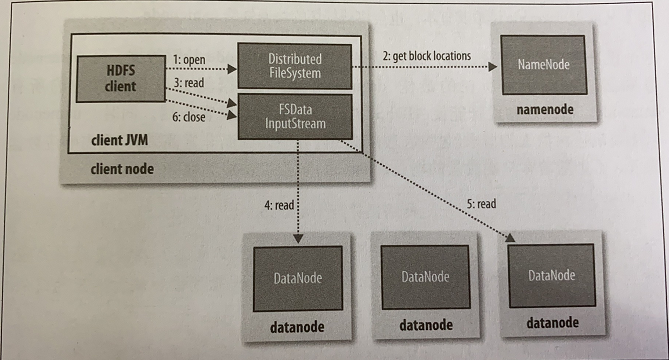 1: open
Distributed
FileSystem
2: get block locations
NameNode
namenode
HDFS
client
3: read
FSData
InputStream
6: close
client JVM
client node
4: read
5: read
DataNode
datanode
DataNode
datanode
DataNode
datanode